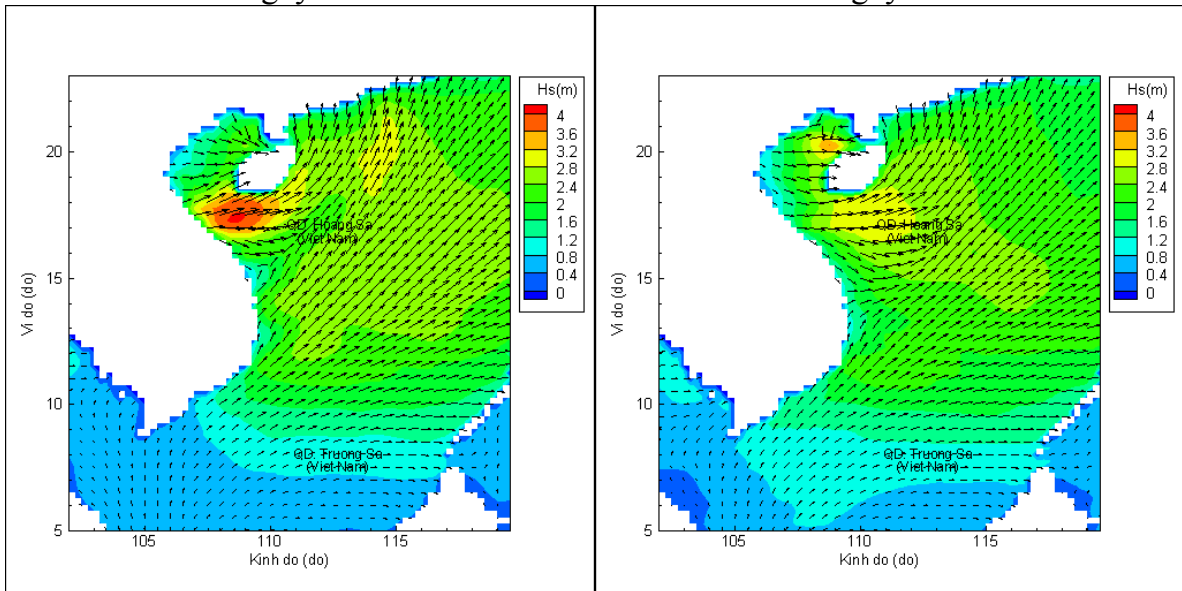 Hs(m)
4
3.6
3.2
2.8
2.4
2
1.6
1.2
0.8
0.4
0
20
15
10
5
105
110
115
Vi do (do)
Kinh do (do)
QD. Hoang Sa
(Viet Nam)
QD. Truong Sa
(Viet Nam)
Hs(m)
4
3.6
3.2
2.8
2.4
2
1.6
1.2
0.8
0.4
0
20
15
10
5
105
110
115
Vi do (do)
Kinh do (do)
QD. Hoang Sa
(Viet Nam)
QD. Truong Sa
(Viet Nam)